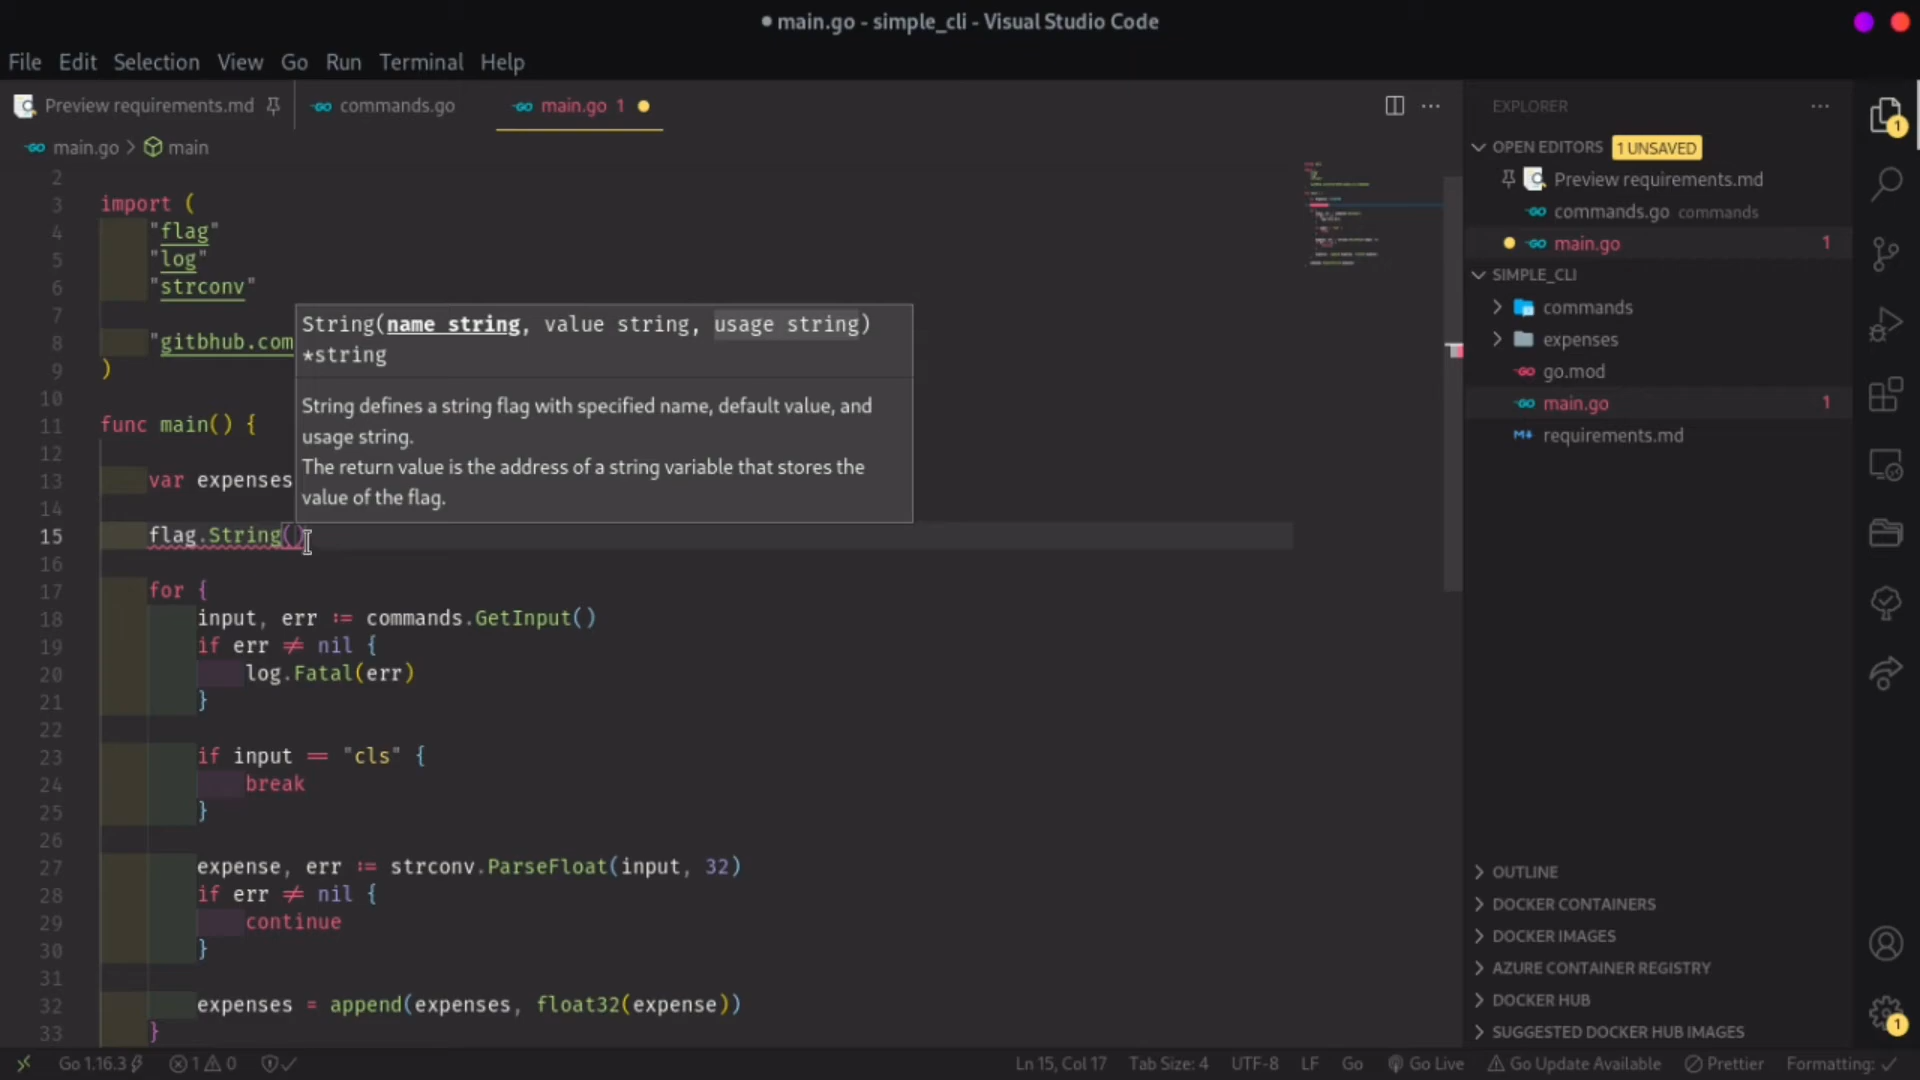 main.go - simple_cli - Visual Studio Code
File Edit Selection View Go Run Terminal Help
Preview requirements.md commands.go main.go 1
main.go > main
2
3 import (
4 "flag"
5 "log"
6 "strconv"
7
8 "gitbhub.com
9 )
10
11 func main() {
12
13 var expenses
14
15 flag.String()
16
17 for {
18 input, err := commands.GetInput()
19 if err ≠ nil {
20 log.Fatal(err)
21 }
22
23 if input == "cls" {
24 break
25 }
26
27 expense, err := strconv.ParseFloat(input, 32)
28 if err ≠ nil {
29 continue
30 }
31
32 expenses = append(expenses, float32(expense))
33 }
String(name string, value string, usage string)
*string
String defines a string flag with specified name, default value, and
usage string.
The return value is the address of a string variable that stores the
value of the flag.
EXPLORER
OPEN EDITORS 1 UNSAVED
Preview requirements.md
commands.go commands
main.go 1
SIMPLE_CLI
commands
expenses
go.mod
main.go 1
requirements.md
OUTLINE
DOCKER CONTAINERS
DOCKER IMAGES
AZURE CONTAINER REGISTRY
DOCKER HUB
SUGGESTED DOCKER HUB IMAGES
1
1
Go 1.16.3 1 0 Ln 15, Col 17 Tab Size: 4 UTF-8 LF Go Go Live Go Update Available Prettier Formatting: ✓